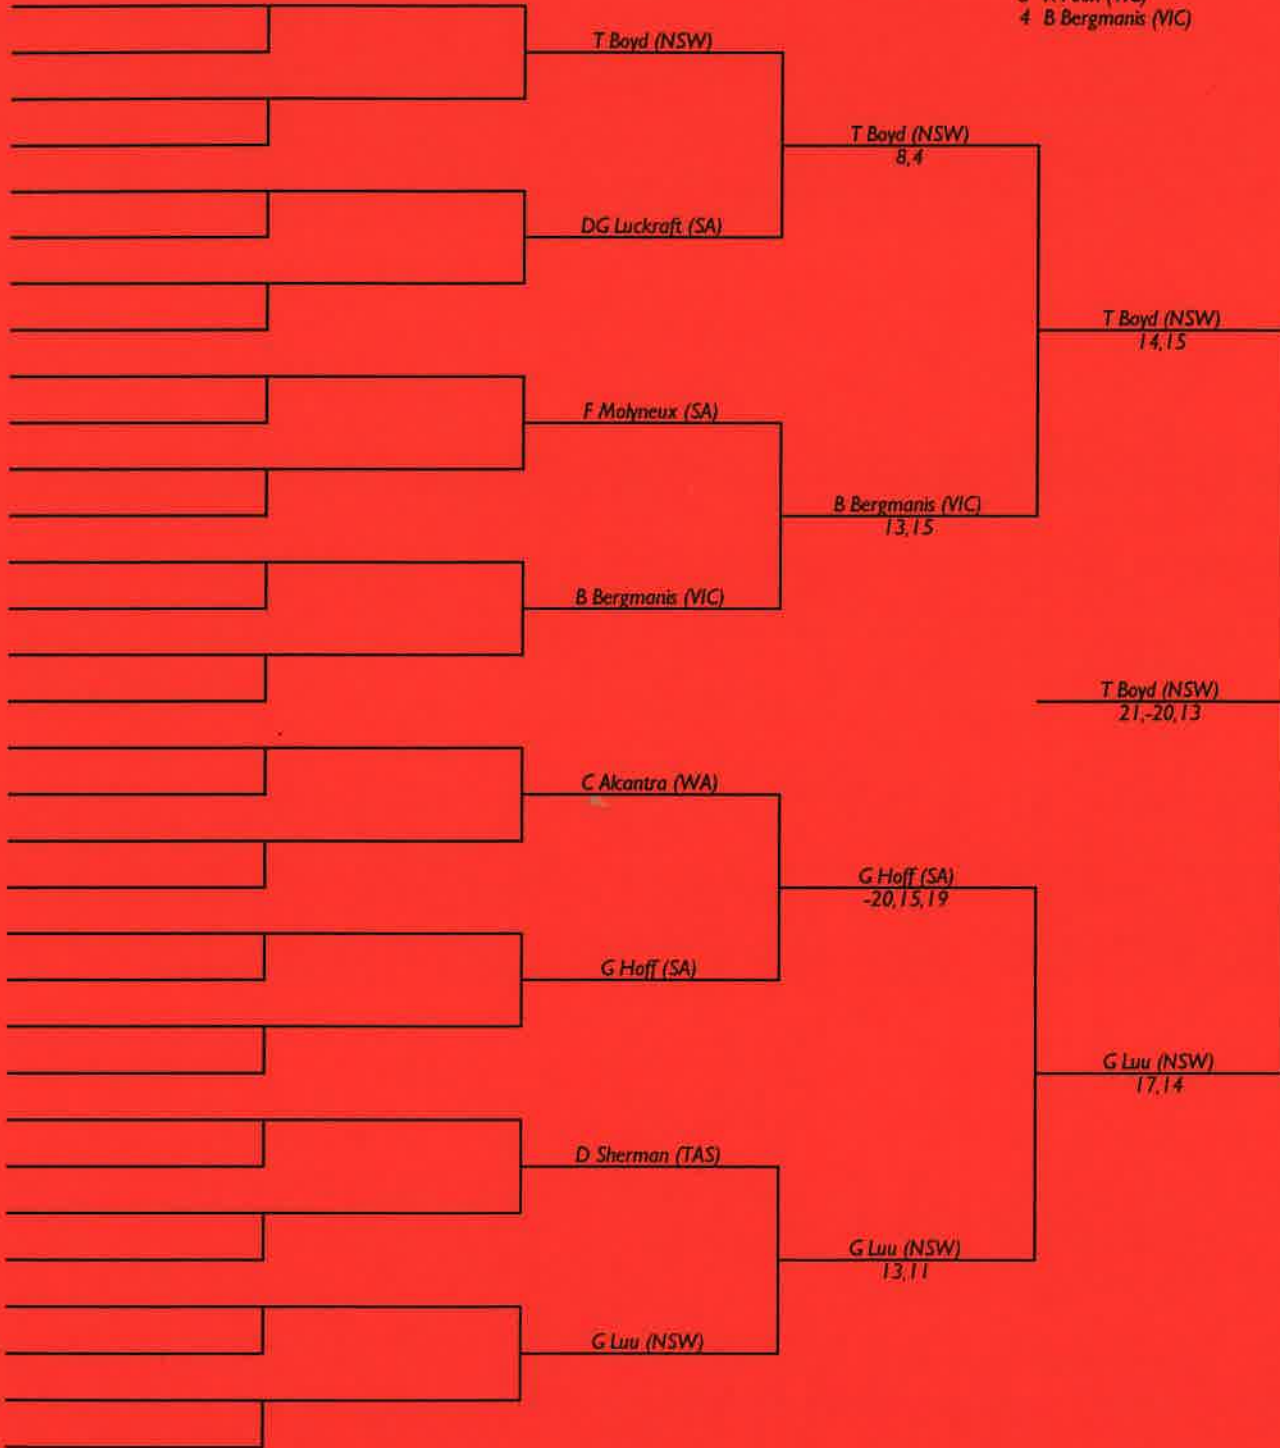 4 B Bergmanis (VIC)
T Boyd (NSW)
T Boyd (NSW)
8,4
DG Luckraft (SA)
T Boyd (NSW)
14,15
F Molyneux (SA)
B Bergmanis (VIC)
13,15
B Bergmanis (VIC)
T Boyd (NSW)
21,-20,13
C Alcantra (WA)
G Hoff (SA)
-20,15,19
G Hoff (SA)
G Luu (NSW)
17,14
D Sherman (TAS)
G Luu (NSW)
13,11
G Luu (NSW)